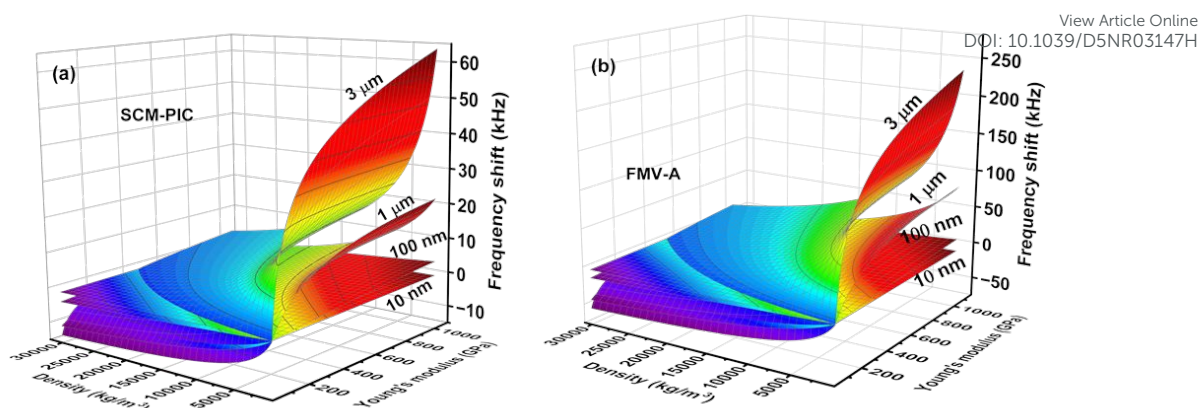 View Article Online
DOI: 10.1039/D5NR03147H
(a)
SCM-PIC
3 μm
1 μm
100 nm
10 nm
60
50
40
30
20
10
0
−10
Frequency shift (kHz)
30000
25000
20000
15000
10000
5000
Density (kg/m³)
200
400
600
800
1000
Young's modulus (GPa)
(b)
FMV-A
3 μm
1 μm
100 nm
10 nm
250
200
150
100
50
0
−50
Frequency shift (kHz)
30000
25000
20000
15000
10000
5000
Density (kg/m³)
200
400
600
800
1000
Young's modulus (GPa)